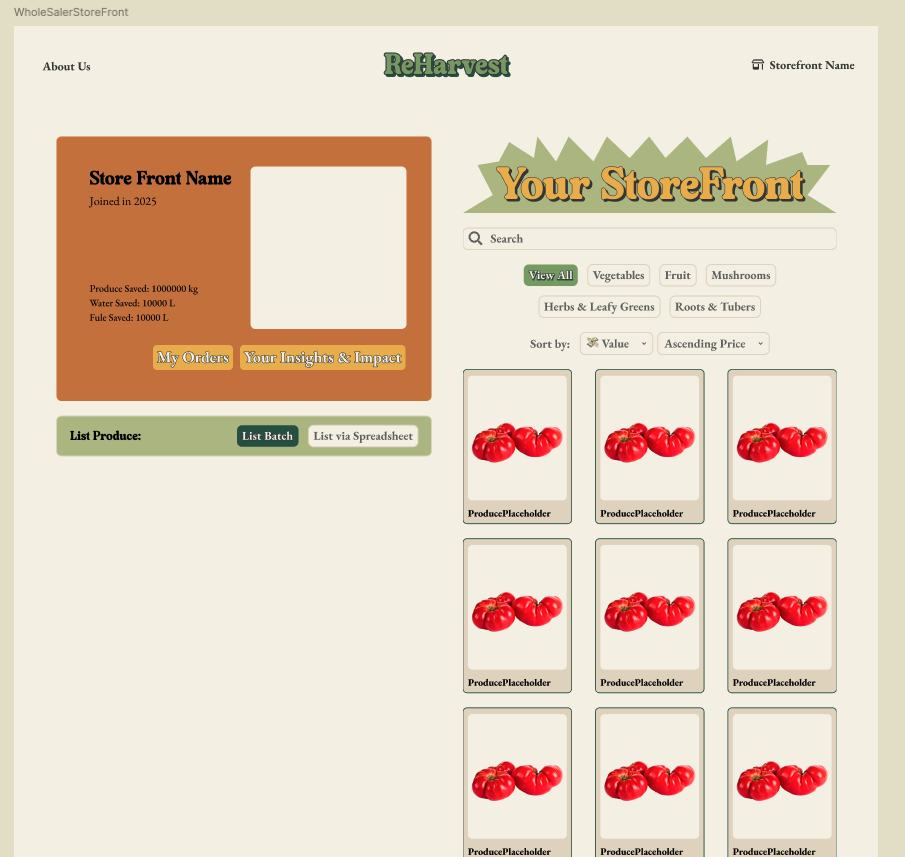 WholeSalerStoreFront
About Us
ReHarvest
Storefront Name
Store Front Name
Joined in 2025
Produce Saved: 1000000 kg
Water Saved: 10000 L
Fule Saved: 10000 L
My Orders
Your Insights & Impact
List Produce:
List Batch
List via Spreadsheet
Your StoreFront
Search
View All
Vegetables
Fruit
Mushrooms
Herbs & Leafy Greens
Roots & Tubers
Sort by:
Value
Ascending Price
ProducePlaceholder
ProducePlaceholder
ProducePlaceholder
ProducePlaceholder
ProducePlaceholder
ProducePlaceholder
ProducePlaceholder
ProducePlaceholder
ProducePlaceholder